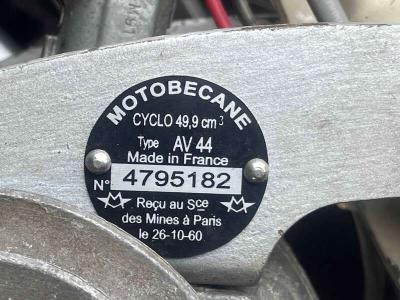 MOTOBECANE
CYCLO 49,9 cm³
Type AV 44
Made in France
N° 4795182
Reçu au Sce
des Mines à Paris
le 26-10-60